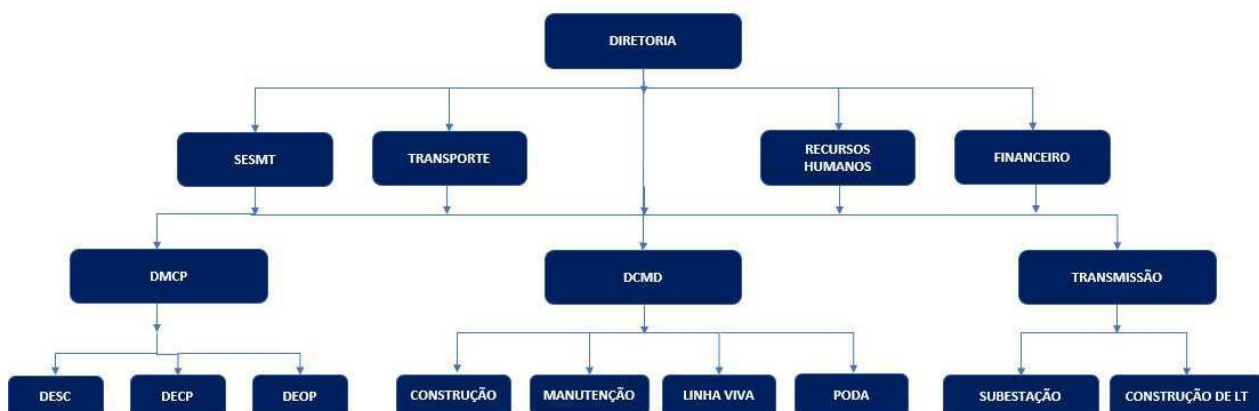 DIRETORIA
SESMT
TRANSPORTE
RECURSOS
HUMANOS
FINANCEIRO
DMCP
DCMD
TRANSMISSÃO
DESC
DECP
DEOP
CONSTRUÇÃO
MANUTENÇÃO
LINHA VIVA
PODA
SUBESTAÇÃO
CONSTRUÇÃO DE LT